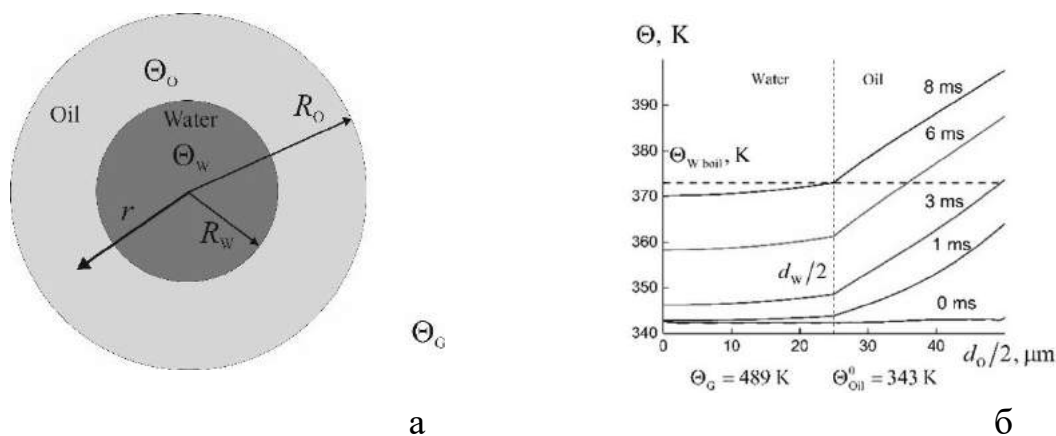 Θ_O
Oil
Water
Θ_W
R_O
r
R_W
Θ_G
а
Θ, K
Water
Oil
8 ms
6 ms
Θ_W boil, K
3 ms
1 ms
d_W/2
0 ms
390
380
370
360
350
340
0
10
20
30
40
d_O/2, μm
Θ_G = 489 K
Θ⁰_Oil = 343 K
б